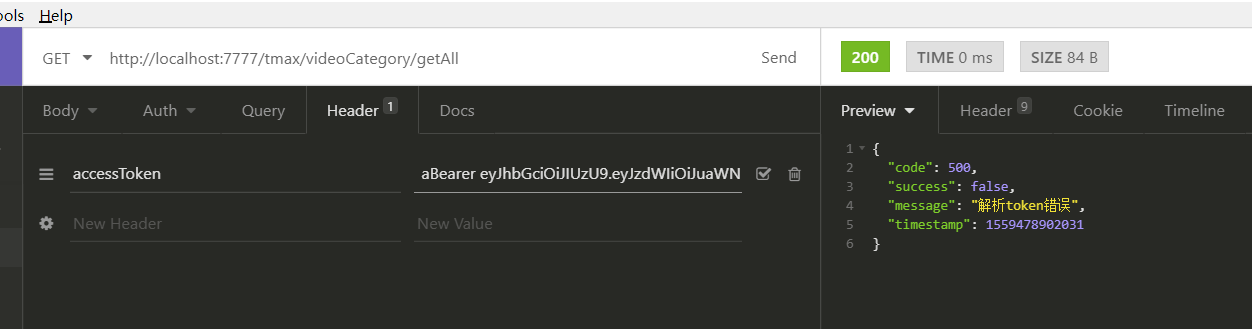 ools Help
GET http://localhost:7777/tmax/videoCategory/getAll Send
200 TIME 0 ms SIZE 84 B
Body Auth Query Header 1 Docs
Preview Header 9 Cookie Timeline
accessToken aBearer eyJhbGciOiJIUzU9.eyJzdWIiOiJuaWN
New Header New Value
1 {
2 "code": 500,
3 "success": false,
4 "message": "解析token错误",
5 "timestamp": 1559478902031
6 }